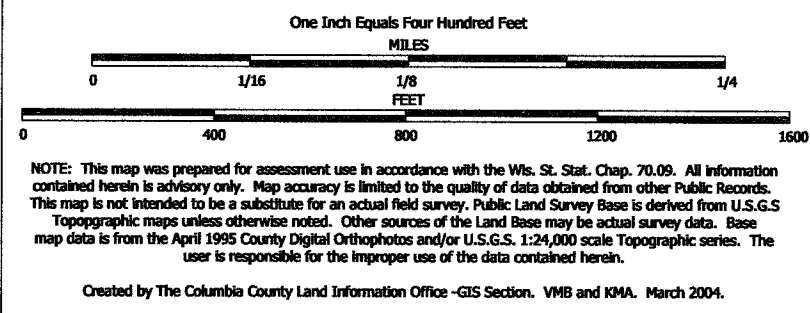 One Inch Equals Four Hundred Feet
MILES
0 1/16 1/8 1/4
FEET
0 400 800 1200 1600
NOTE: This map was prepared for assessment use in accordance with the Wis. St. Stat. Chap. 70.09. All information
contained herein is advisory only. Map accuracy is limited to the quality of data obtained from other Public Records.
This map is not intended to be a substitute for an actual field survey. Public Land Survey Base is derived from U.S.G.S
Topopgraphic maps unless otherwise noted. Other sources of the Land Base may be actual survey data. Base
map data is from the April 1995 County Digital Orthophotos and/or U.S.G.S. 1:24,000 scale Topographic series. The
user is responsible for the improper use of the data contained herein.
Created by The Columbia County Land Information Office -GIS Section. VMB and KMA. March 2004.